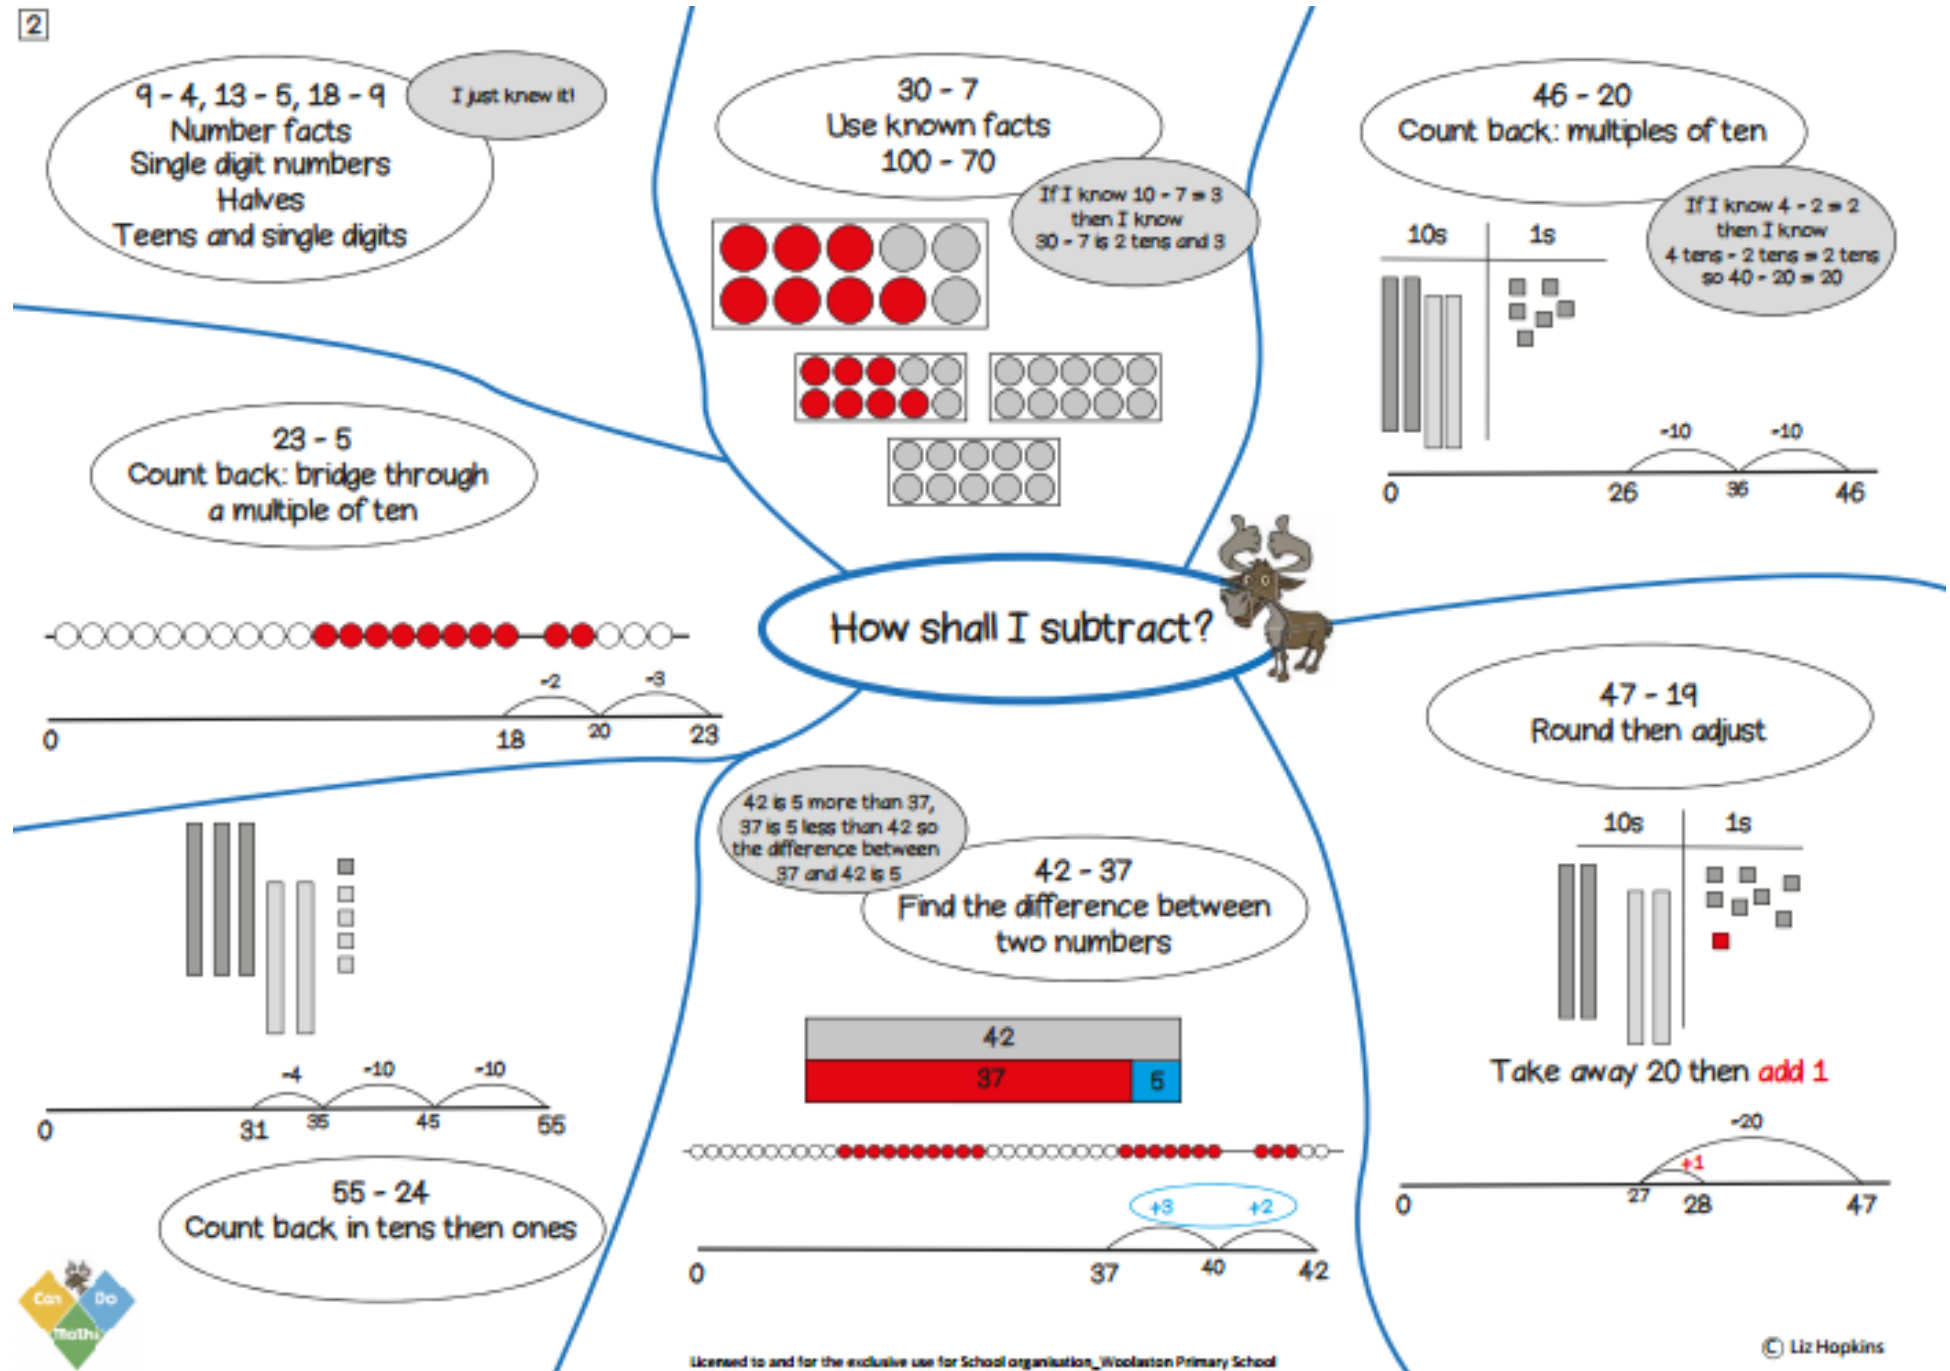 2
9 - 4, 13 - 5, 18 - 9
Number facts
Single digit numbers
Halves
Teens and single digits
I just knew it!
30 - 7
Use known facts
100 - 70
If I know 10 - 7 = 3
then I know
30 - 7 is 2 tens and 3
46 - 20
Count back: multiples of ten
If I know 4 - 2 = 2
then I know
4 tens - 2 tens = 2 tens
so 40 - 20 = 20
10s 1s
-10 -10
0 26 36 46
23 - 5
Count back: bridge through
a multiple of ten
-2 -3
0 18 20 23
How shall I subtract?
47 - 19
Round then adjust
10s 1s
Take away 20 then add 1
-20
+1
0 27 28 47
42 is 5 more than 37,
37 is 5 less than 42 so
the difference between
37 and 42 is 5
42 - 37
Find the difference between
two numbers
42
37 5
+3 +2
0 37 40 42
-4 -10 -10
0 31 35 45 55
55 - 24
Count back in tens then ones
Can Do
Maths
Licensed to and for the exclusive use for School organisation_Woolaston Primary School
© Liz Hopkins